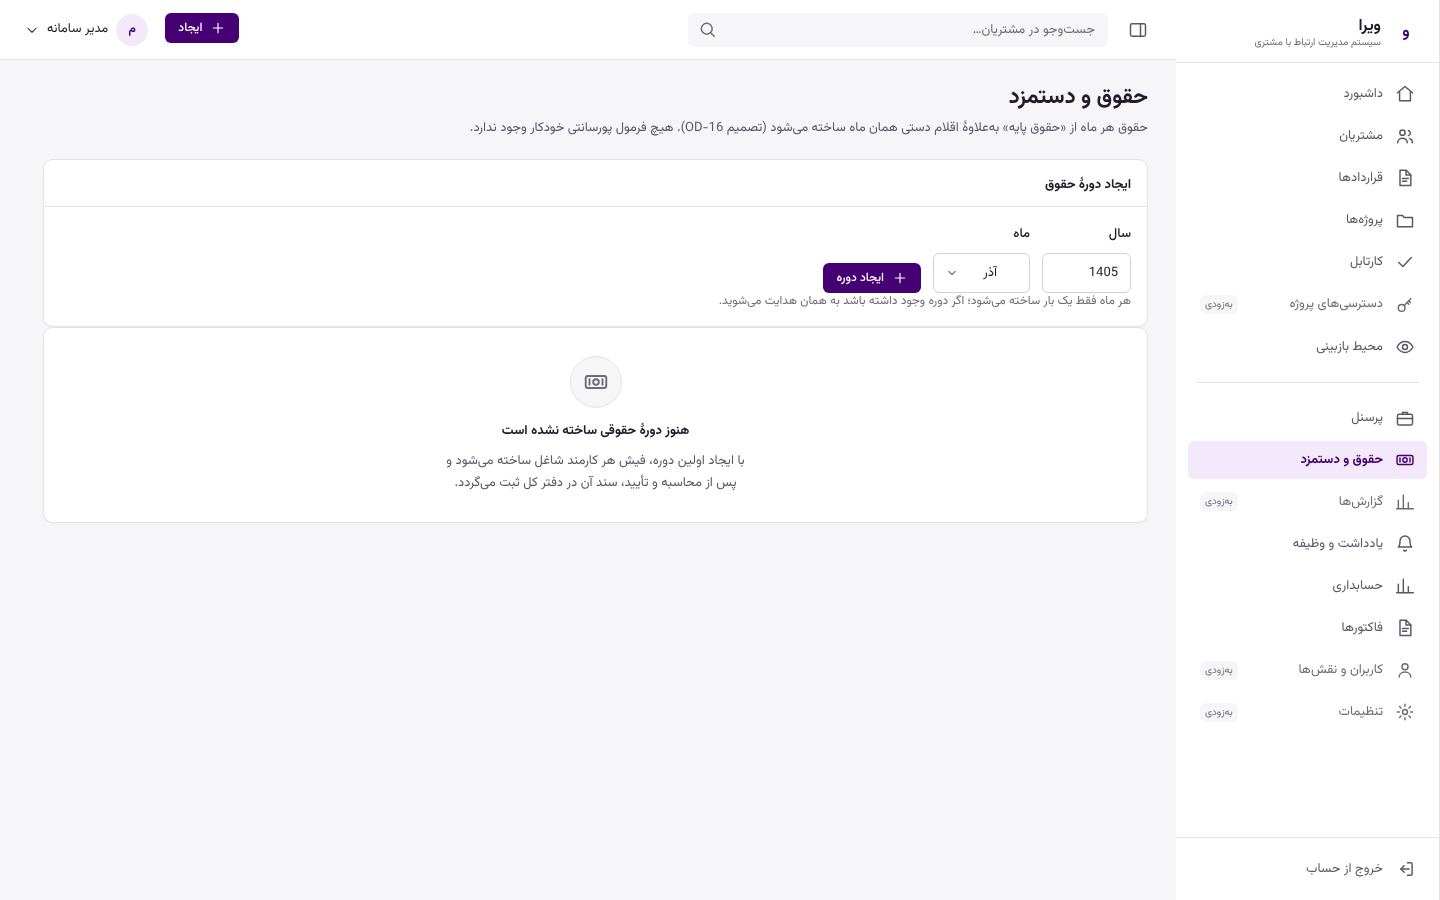 و
ویرا
سیستم مدیریت ارتباط با مشتری
داشبورد
مشتریان
قراردادها
پروژه‌ها
کارتابل
دسترسی‌های پروژه
به‌زودی
محیط بازبینی
پرسنل
حقوق و دستمزد
گزارش‌ها
به‌زودی
یادداشت و وظیفه
حسابداری
فاکتورها
کاربران و نقش‌ها
به‌زودی
تنظیمات
به‌زودی
خروج از حساب
جست‌وجو در مشتریان...
ایجاد
م
مدیر سامانه
حقوق و دستمزد
حقوق هر ماه از «حقوق پایه» به‌علاوهٔ اقلام دستی همان ماه ساخته می‌شود (تصمیم OD-16). هیچ فرمول پورسانتی خودکار وجود ندارد.
ایجاد دورهٔ حقوق
سال
ماه
1405
آذر
ایجاد دوره
هر ماه فقط یک بار ساخته می‌شود؛ اگر دوره وجود داشته باشد به همان هدایت می‌شوید.
هنوز دورهٔ حقوقی ساخته نشده است
با ایجاد اولین دوره، فیش هر کارمند شاغل ساخته می‌شود و
پس از محاسبه و تأیید، سند آن در دفتر کل ثبت می‌گردد.